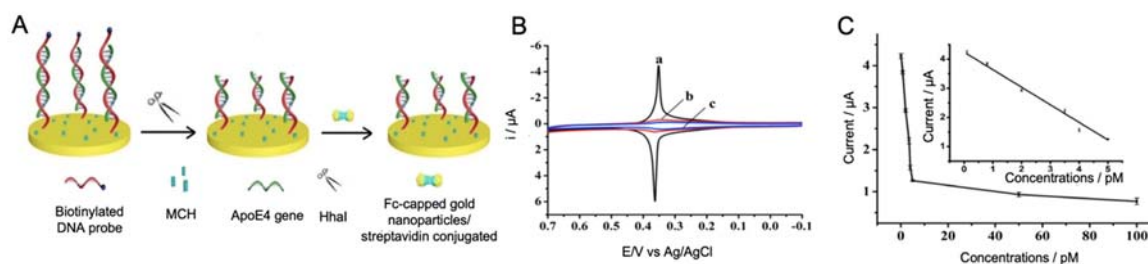 A
Biotinylated
DNA probe
MCH
ApoE4 gene
HhaI
Fc-capped gold
nanoparticles/
streptavidin conjugated
B
i / μA
-6
-4
-2
0
2
4
6
a
b
c
0.7 0.6 0.5 0.4 0.3 0.2 0.1 0.0 -0.1
E/V vs Ag/AgCl
C
Current / μA
4
3
2
1
0 20 40 60 80 100
Concentrations / pM
Current / μA
4
3
2
1
0 1 2 3 4 5
Concentrations / pM